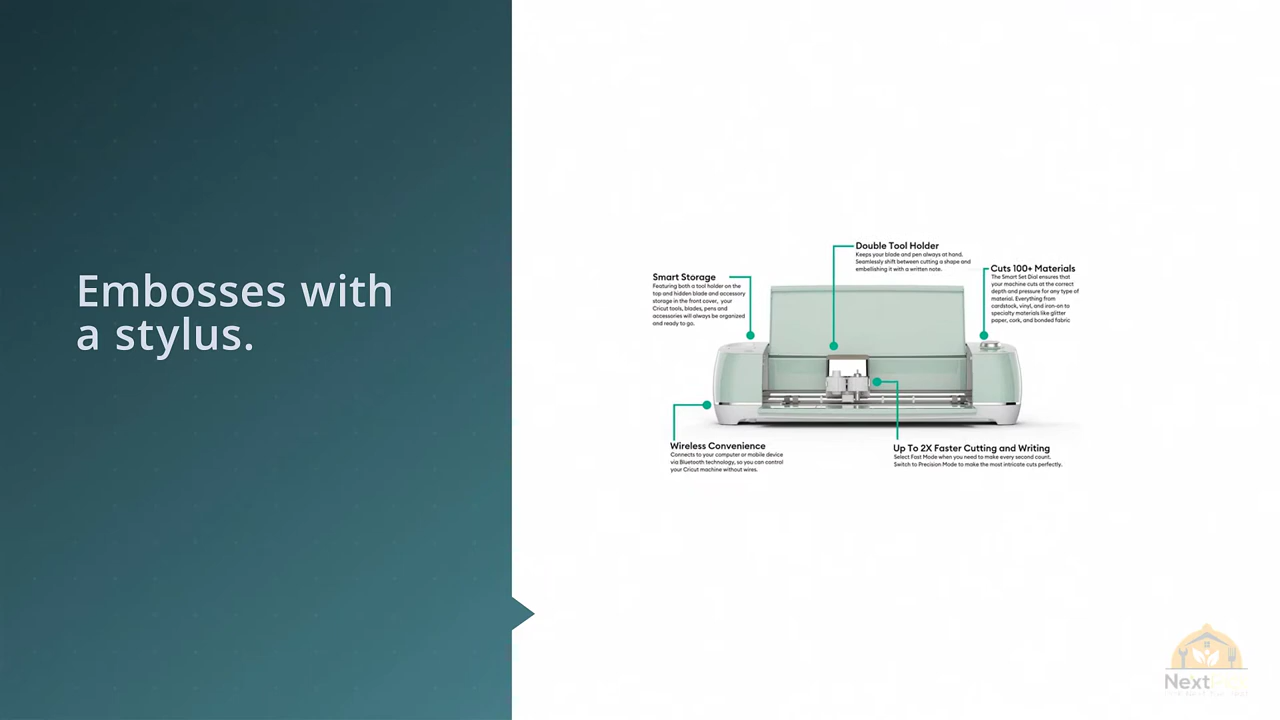 Embosses with
a stylus.
Double Tool Holder
Keeps your blade and pen always at hand.
Seamlessly shift between cutting a shape and
embellishing it with a written note.
Cuts 100+ Materials
The Smart Set Dial ensures that
your machine cuts at the correct
depth and pressure for any type of
material. Everything from
cardstock, vinyl, and iron-on to
specialty materials like glitter
paper, cork, and bonded fabric
Smart Storage
Featuring both a tool holder on the
top and hidden blade and accessory
storage in the front cover, your
Cricut tools, blades, pens and
accessories will always be organized
and ready to go.
Wireless Convenience
Connects to your computer or mobile device
via Bluetooth technology, so you can control
your Cricut machine without wires.
Up To 2X Faster Cutting and Writing
Select Fast Mode when you need to make every second count.
Switch to Precision Mode to make the most intricate cuts perfectly.
Next